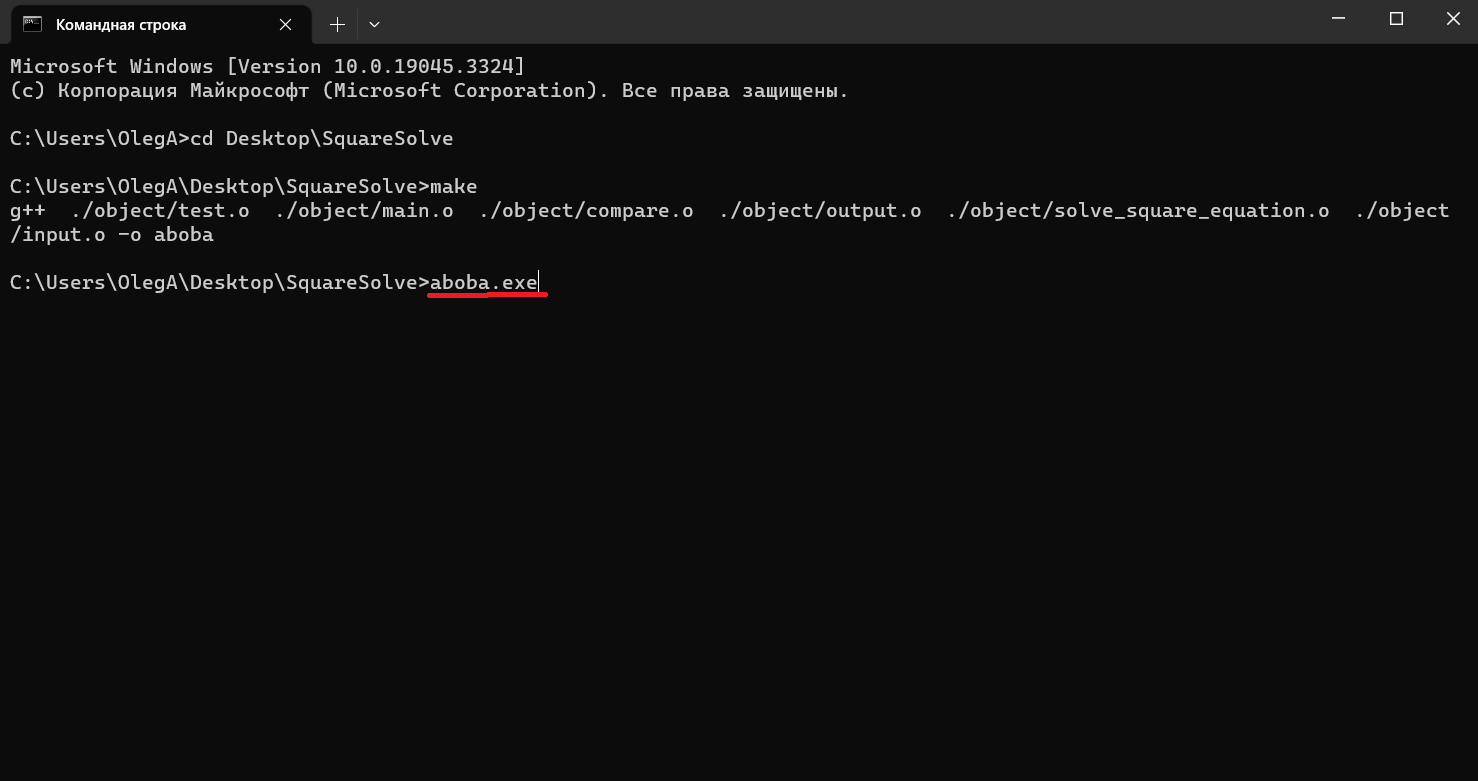 Командная строка
Microsoft Windows [Version 10.0.19045.3324]
(c) Корпорация Майкрософт (Microsoft Corporation). Все права защищены.
C:\Users\OlegA>cd Desktop\SquareSolve
C:\Users\OlegA\Desktop\SquareSolve>make
g++  ./object/test.o  ./object/main.o  ./object/compare.o  ./object/output.o  ./object/solve_square_equation.o  ./object
/input.o -o aboba
C:\Users\OlegA\Desktop\SquareSolve>aboba.exe